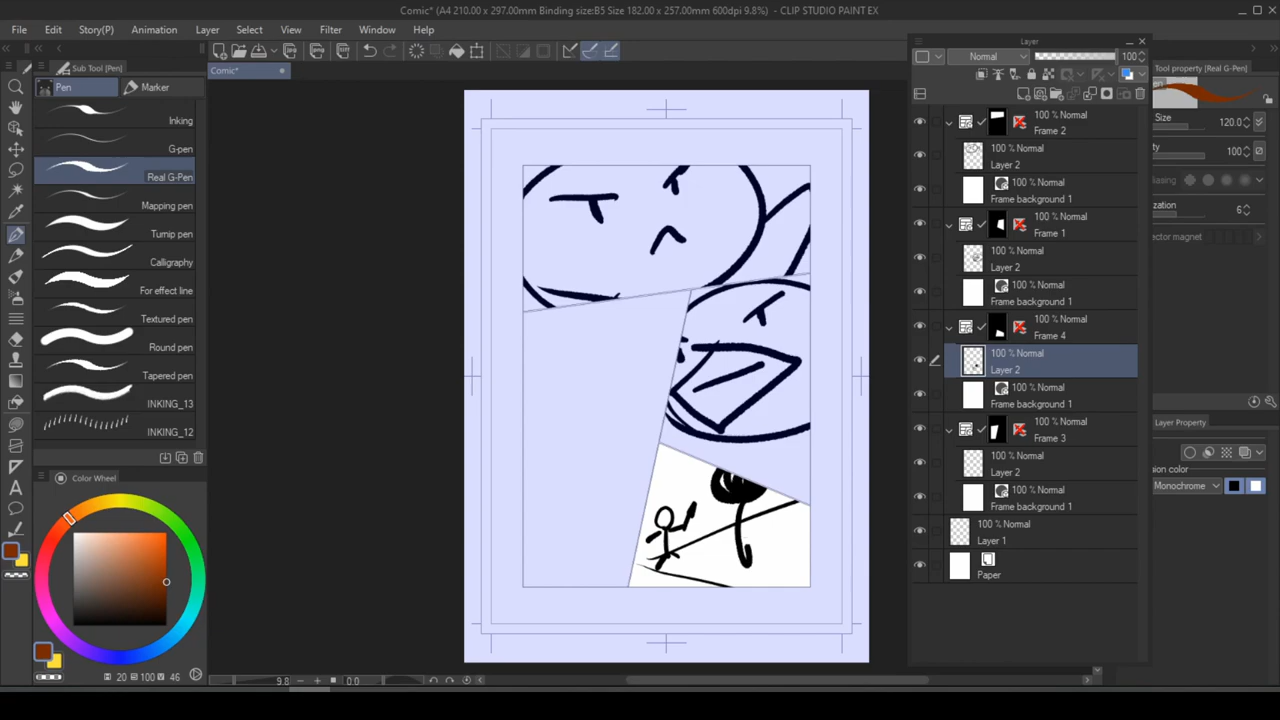 Comic* (A4 210.00 x 297.00mm Binding size:B5 Size 182.00 x 257.00mm 600dpi 9.8%) - CLIP STUDIO PAINT EX
File Edit Story(P) Animation Layer Select View Filter Window Help
Sub Tool [Pen]
Pen Marker
Inking
G-pen
Real G-Pen
Mapping pen
Turnip pen
Calligraphy
For effect line
Textured pen
Round pen
Tapered pen
INKING_13
INKING_12
Color Wheel
20 100 46
Comic*
9.8 0.0
Layer
Normal 100
100 % Normal
Frame 2
100 % Normal
Layer 2
100 % Normal
Frame background 1
100 % Normal
Frame 1
100 % Normal
Layer 2
100 % Normal
Frame background 1
100 % Normal
Frame 4
100 % Normal
Layer 2
100 % Normal
Frame background 1
100 % Normal
Frame 3
100 % Normal
Layer 2
100 % Normal
Frame background 1
100 % Normal
Layer 1
Paper
Tool property [Real G-Pen]
Size 120.0
100
6
Layer Property
Monochrome